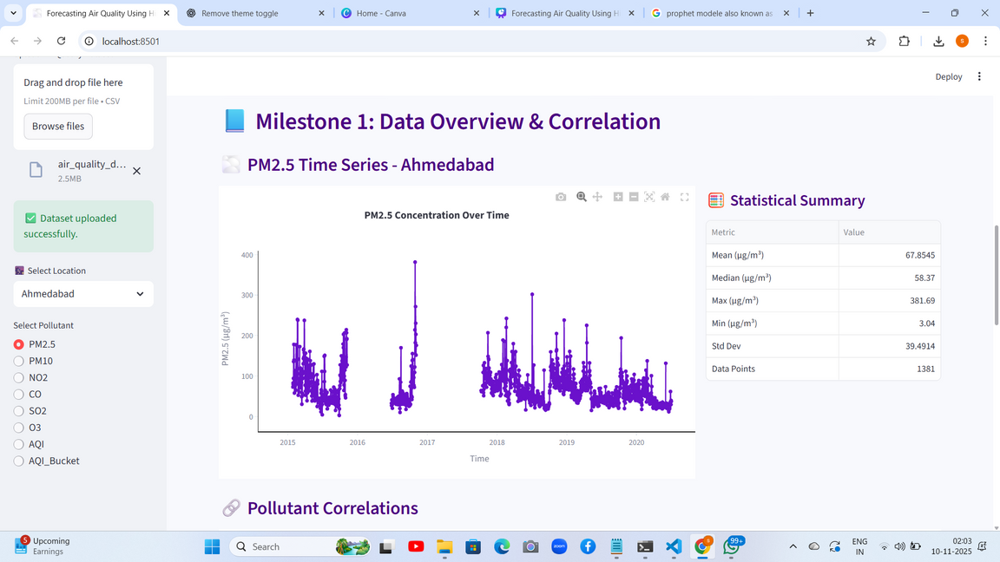 Forecasting Air Quality Using Hi
Remove theme toggle
Home - Canva
Forecasting Air Quality Using H
prophet modele also known as
localhost:8501
S
Drag and drop file here
Limit 200MB per file • CSV
Browse files
air_quality_d...
2.5MB
Dataset uploaded
successfully.
Select Location
Ahmedabad
Select Pollutant
PM2.5
PM10
NO2
CO
SO2
O3
AQI
AQI_Bucket
Deploy
Milestone 1: Data Overview & Correlation
PM2.5 Time Series - Ahmedabad
PM2.5 Concentration Over Time
400
300
200
100
0
PM2.5 (µg/m³)
2015 2016 2017 2018 2019 2020
Time
Statistical Summary
Metric Value
Mean (µg/m³) 67.8545
Median (µg/m³) 58.37
Max (µg/m³) 381.69
Min (µg/m³) 3.04
Std Dev 39.4914
Data Points 1381
Pollutant Correlations
5
Upcoming
Earnings
Search
zoom
S
99+
ENG
IN
02:03
10-11-2025